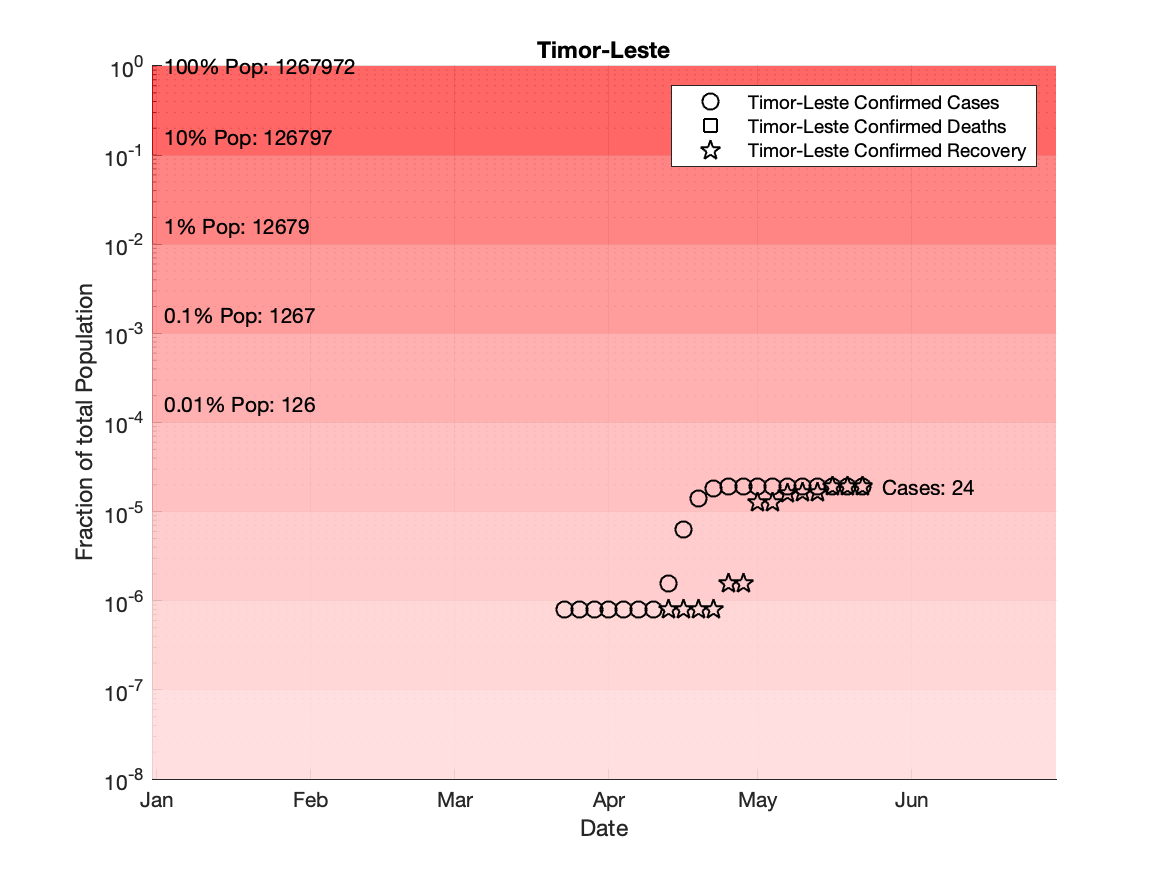 Timor-Leste
10^0
100% Pop: 1267972
Timor-Leste Confirmed Cases
Timor-Leste Confirmed Deaths
Timor-Leste Confirmed Recovery
10% Pop: 126797
10^-1
1% Pop: 12679
10^-2
0.1% Pop: 1267
10^-3
0.01% Pop: 126
10^-4
Cases: 24
10^-5
10^-6
10^-7
10^-8
Fraction of total Population
Jan Feb Mar Apr May Jun
Date